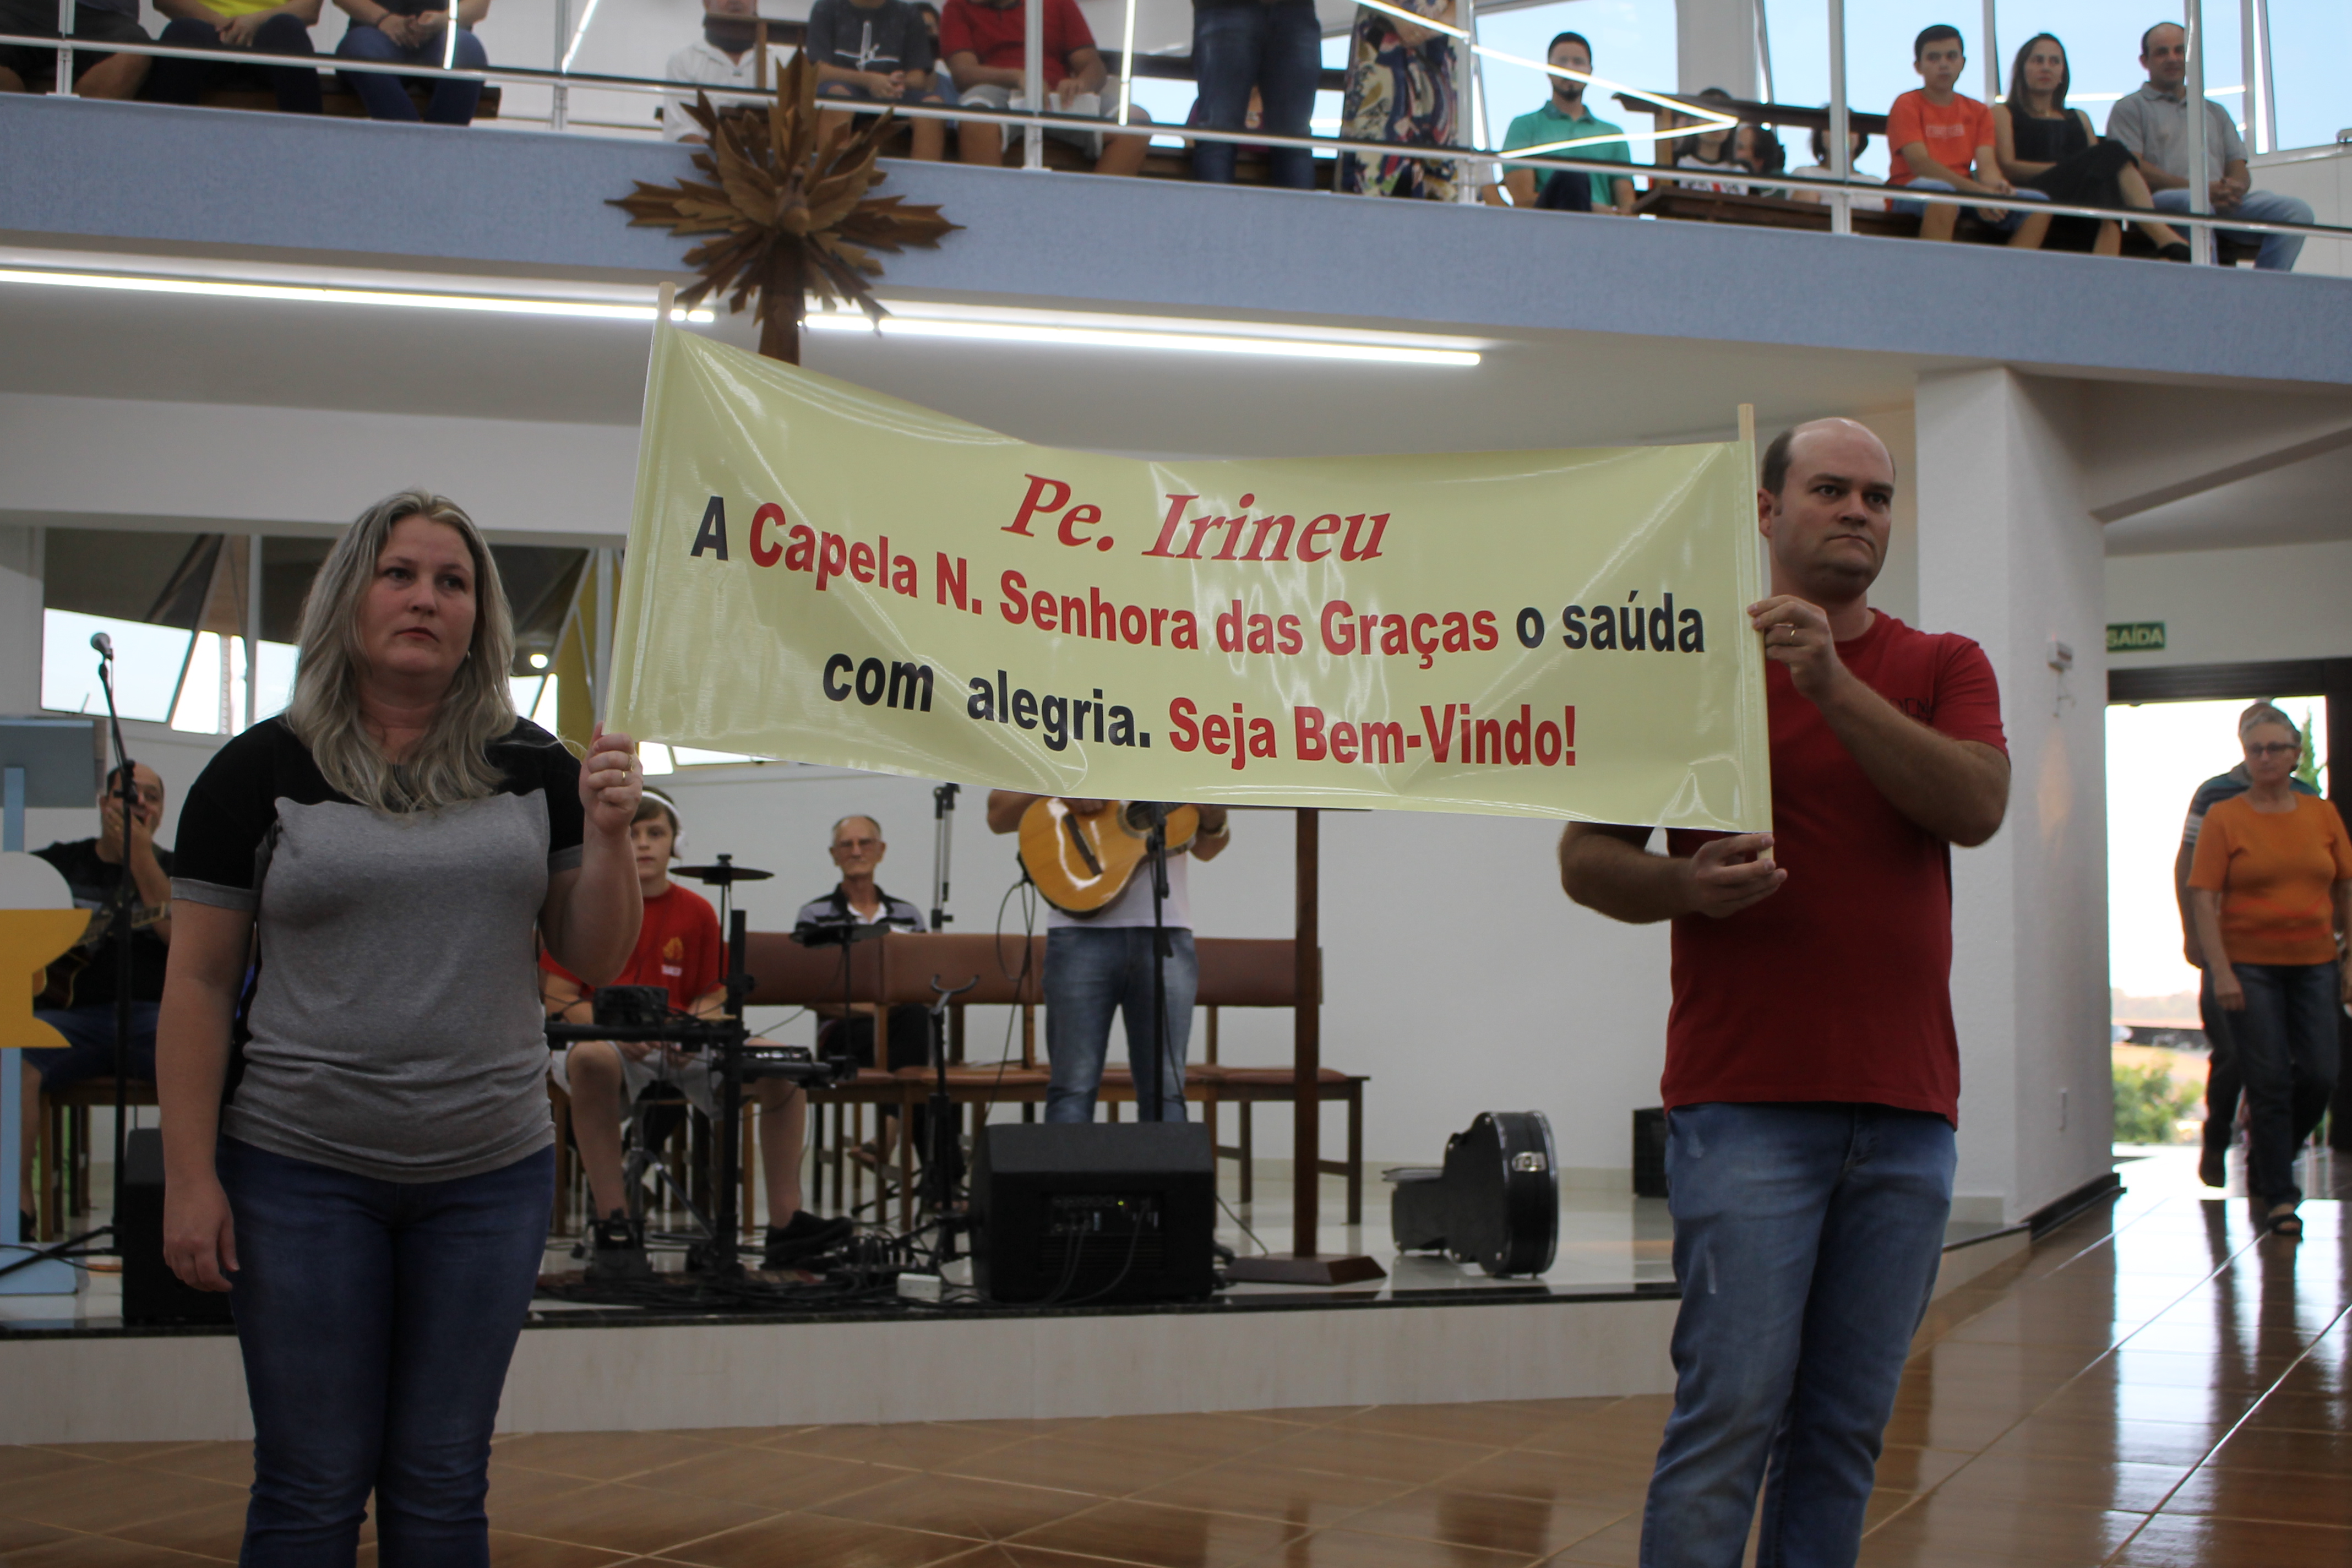 Pe. Irineu
A Capela N. Senhora das Graças o saúda
com alegria. Seja Bem-Vindo!
SAÍDA